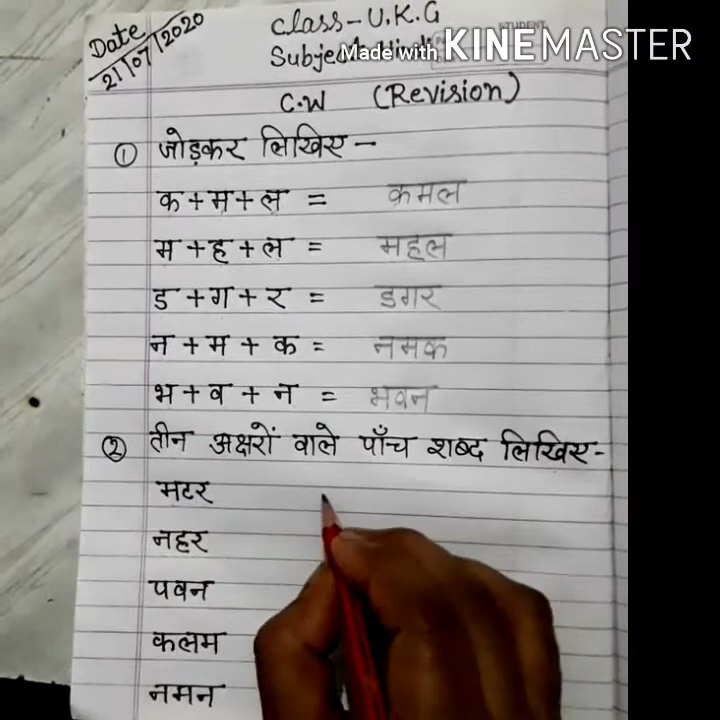 Date
21/07/2020
Class-U.K.G
STUDENT
Made with KINEMASTER
C.W (Revision)
① जोड़कर लिखिए -
क + म + ल = कमल
म + ह + ल = महल
ड + ग + र = डगर
न + म + क = नमक
भ + व + न = भवन
② तीन अक्षरों वाले पाँच शब्द लिखिए -
मटर
नहर
पवन
कलम
नमन